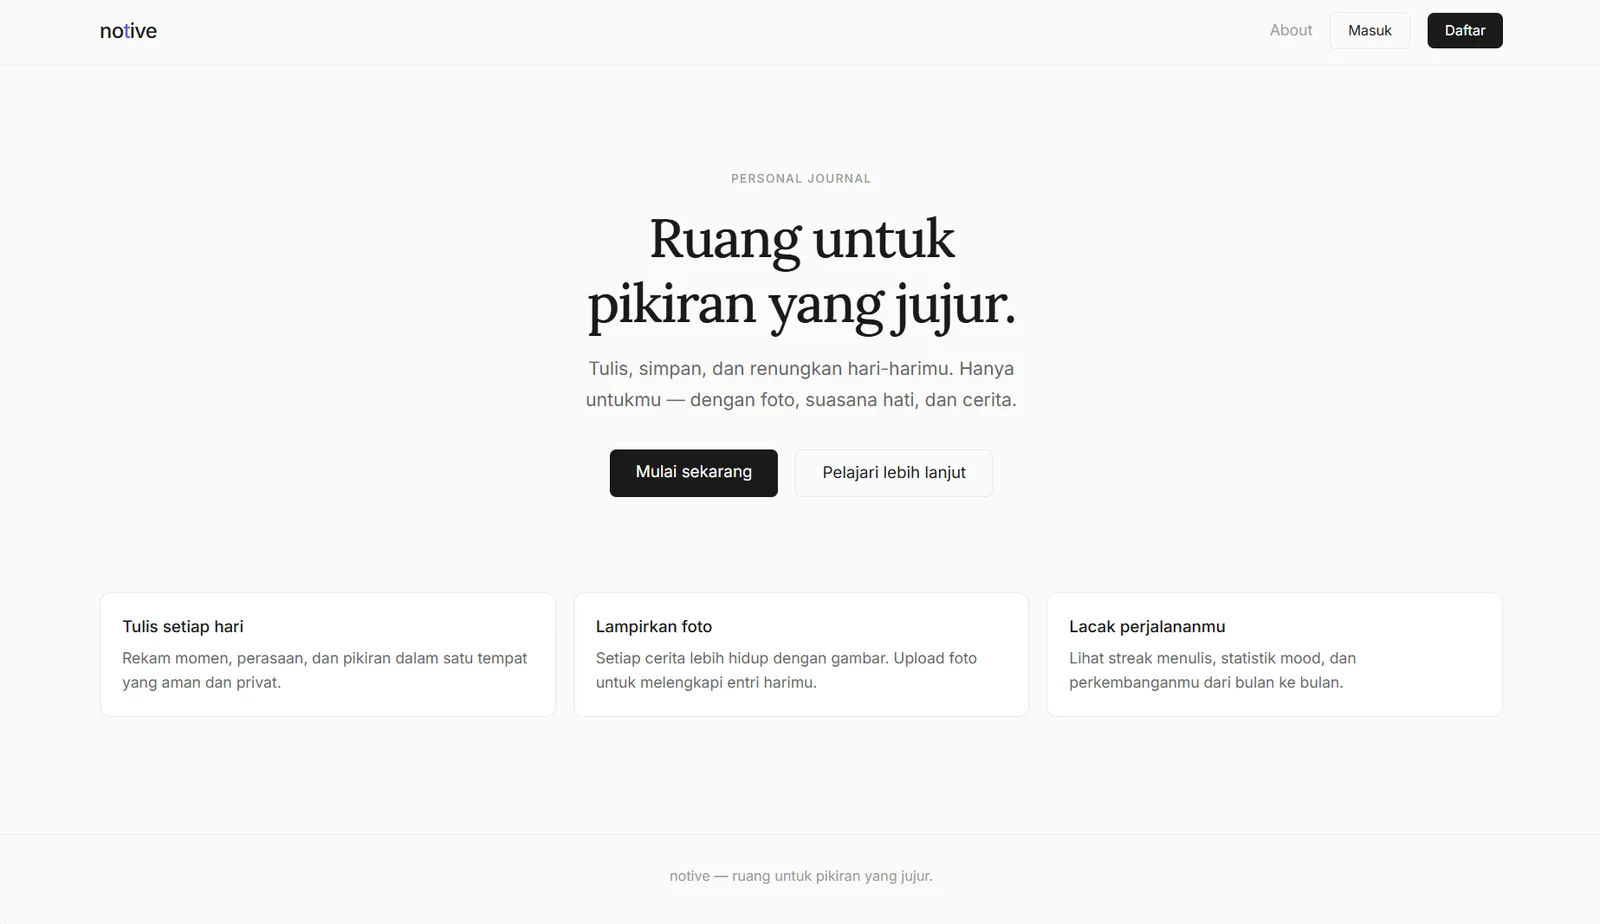 notive
About
Masuk
Daftar
PERSONAL JOURNAL
Ruang untuk
pikiran yang jujur.
Tulis, simpan, dan renungkan hari-harimu. Hanya
untukmu — dengan foto, suasana hati, dan cerita.
Mulai sekarang
Pelajari lebih lanjut
Tulis setiap hari
Rekam momen, perasaan, dan pikiran dalam satu tempat
yang aman dan privat.
Lampirkan foto
Setiap cerita lebih hidup dengan gambar. Upload foto
untuk melengkapi entri harimu.
Lacak perjalananmu
Lihat streak menulis, statistik mood, dan
perkembanganmu dari bulan ke bulan.
notive — ruang untuk pikiran yang jujur.